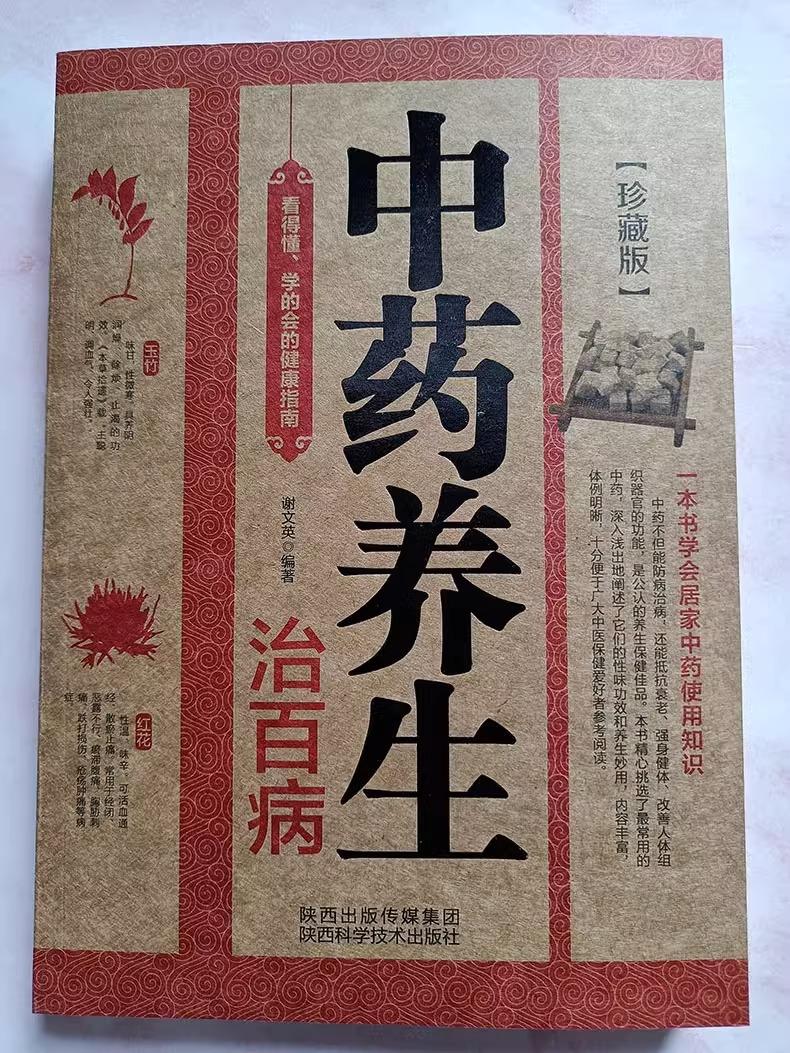 【珍藏版】
一本书学会居家中药使用知识
中药不但能防病治病，还能抵抗衰老、强身健体、改善人体组
织器官的功能，是公认的养生保健佳品。本书精心挑选了最常用的
中药，深入浅出地阐述了它们的性味功效和养生妙用，内容丰富，
体例明晰，十分便于广大中医保健爱好者参考阅读。
中药养生
治百病
看得懂、学的会的健康指南
谢文英◎编著
玉竹
味甘，性微寒。具养阴
润燥、除烦、止渴的功
效。《本草拾遗》载：主聪
明，调血气，令人强壮。
红花
性温，味辛。可活血通
经、散瘀止痛。常用于经闭、
恶露不行、瘀滞腹痛、胸胁刺
痛、跌打损伤、疮疡肿痛等病
症。
陕西出版传媒集团
陕西科学技术出版社